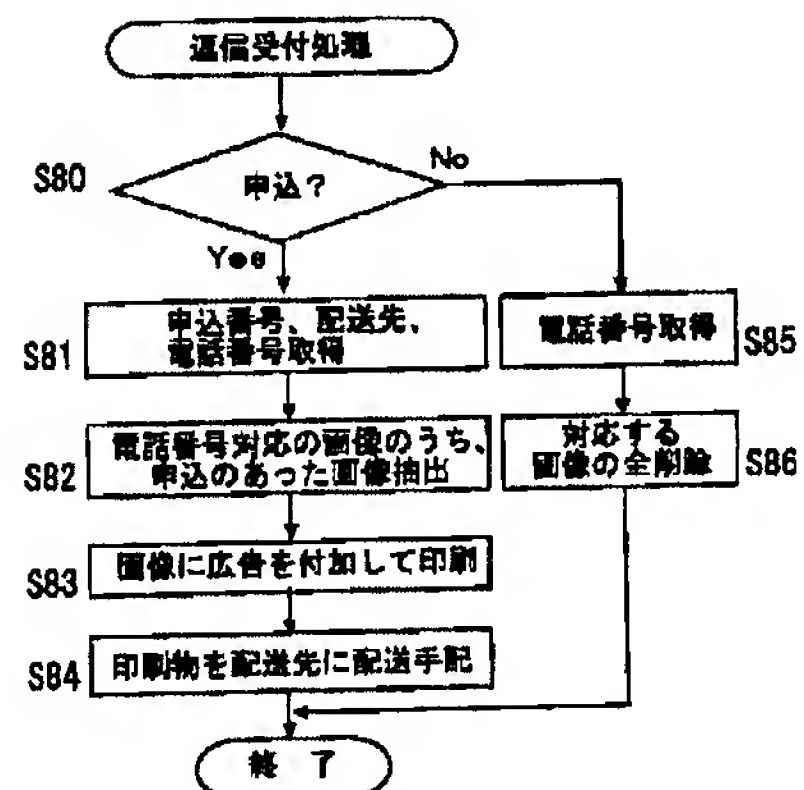 返信受付処理
S80
申込？
No
Yes
S81
申込番号、配送先、
電話番号取得
電話番号取得
S85
S82
電話番号対応の画像のうち、
申込のあった画像抽出
対応する
画像の全削除
S86
S83
画像に広告を付加して印刷
S84
印刷物を配送先に配送手配
終 了